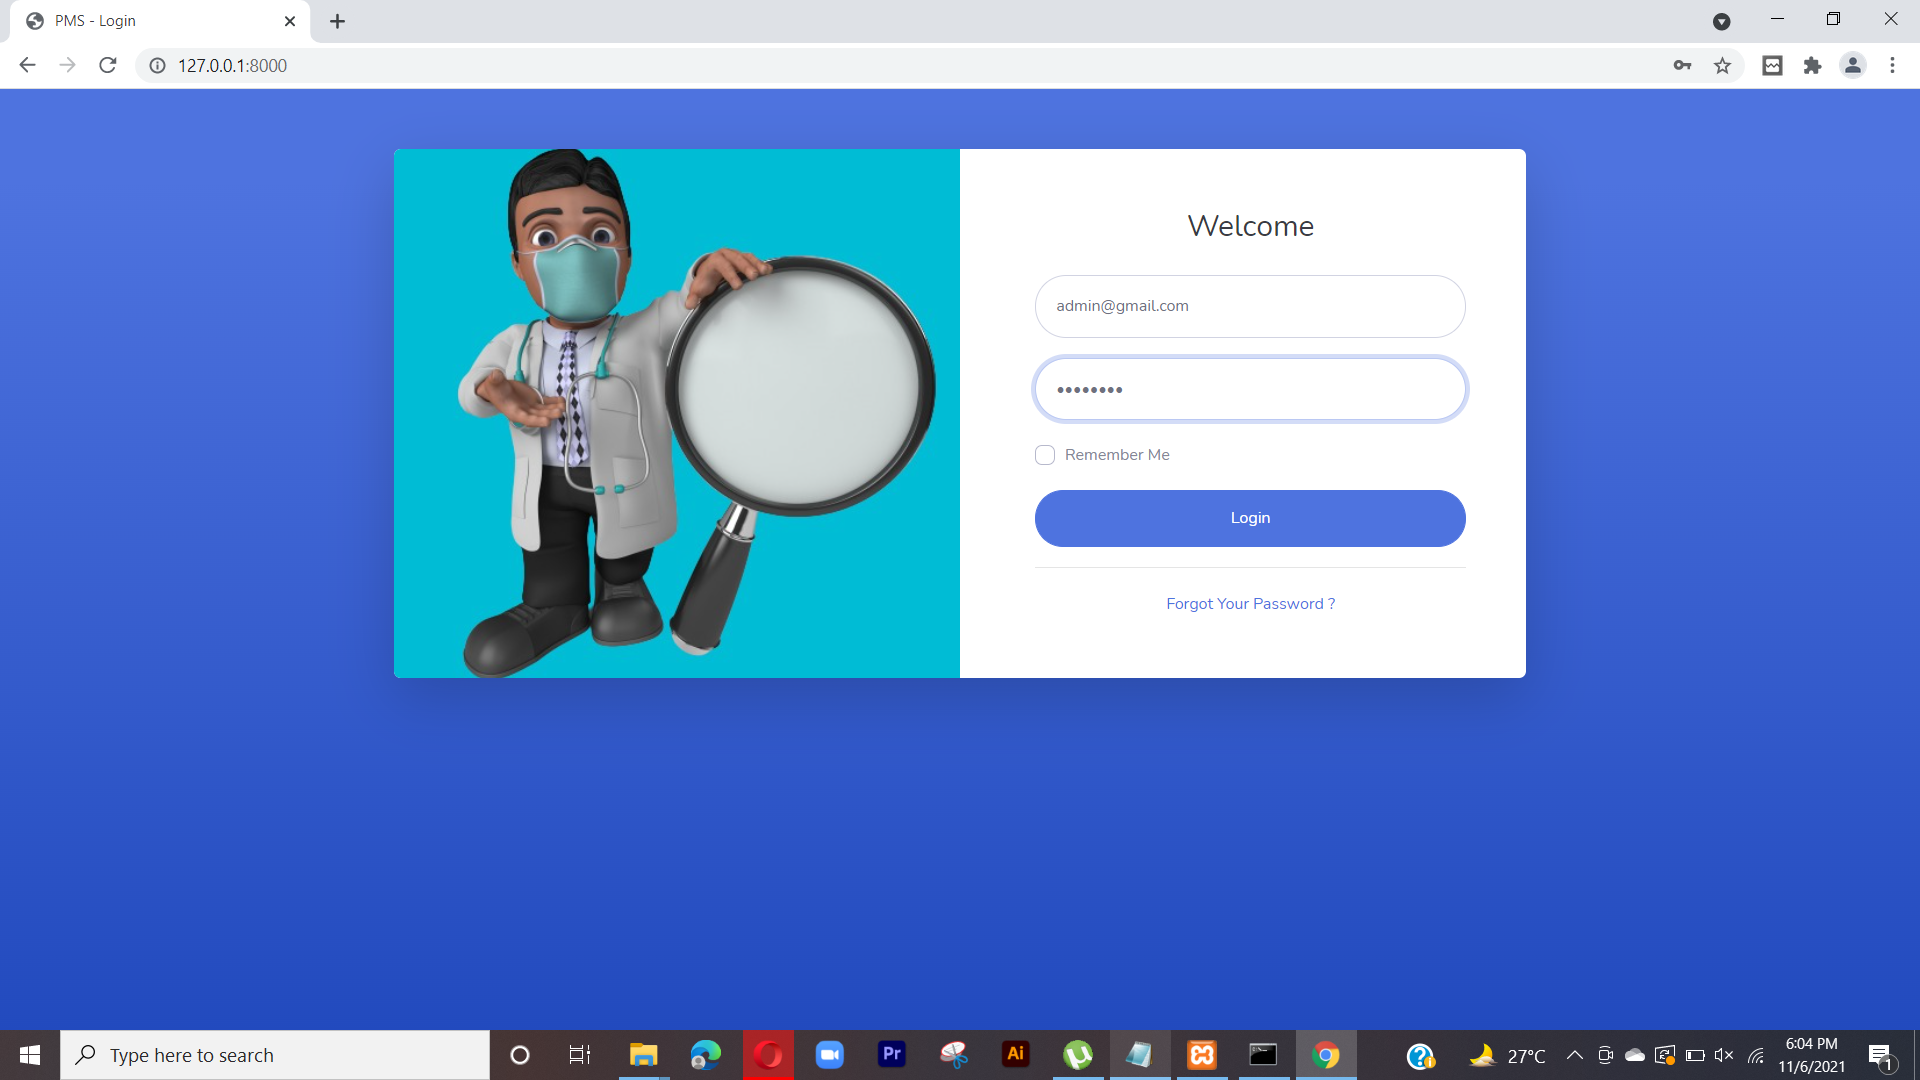 PMS - Login
127.0.0.1:8000
Welcome
admin@gmail.com
••••••••
Remember Me
Login
Forgot Your Password ?
Type here to search
Pr
Ai
27°C
6:04 PM
11/6/2021
1